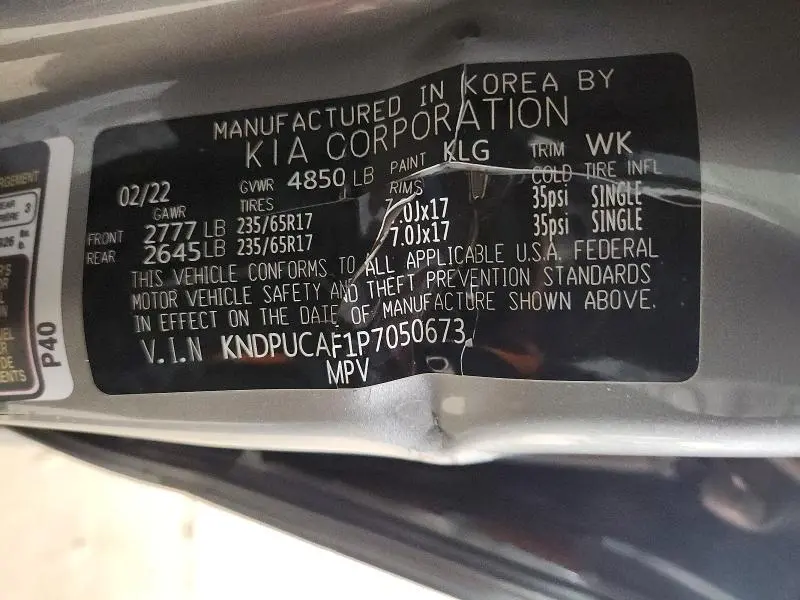 MANUFACTURED IN KOREA BY
KIA CORPORATION
02/22 GVWR 4850 LB PAINT KLG TRIM WK
GAWR TIRES RIMS COLD TIRE INFL
FRONT 2777 LB 235/65R17 7.0Jx17 35psi SINGLE
REAR 2645 LB 235/65R17 7.0Jx17 35psi SINGLE
THIS VEHICLE CONFORMS TO ALL APPLICABLE U.S.A. FEDERAL
MOTOR VEHICLE SAFETY AND THEFT PREVENTION STANDARDS
IN EFFECT ON THE DATE OF MANUFACTURE SHOWN ABOVE.
V.I.N KNDPUCAF1P7050673
MPV
P40